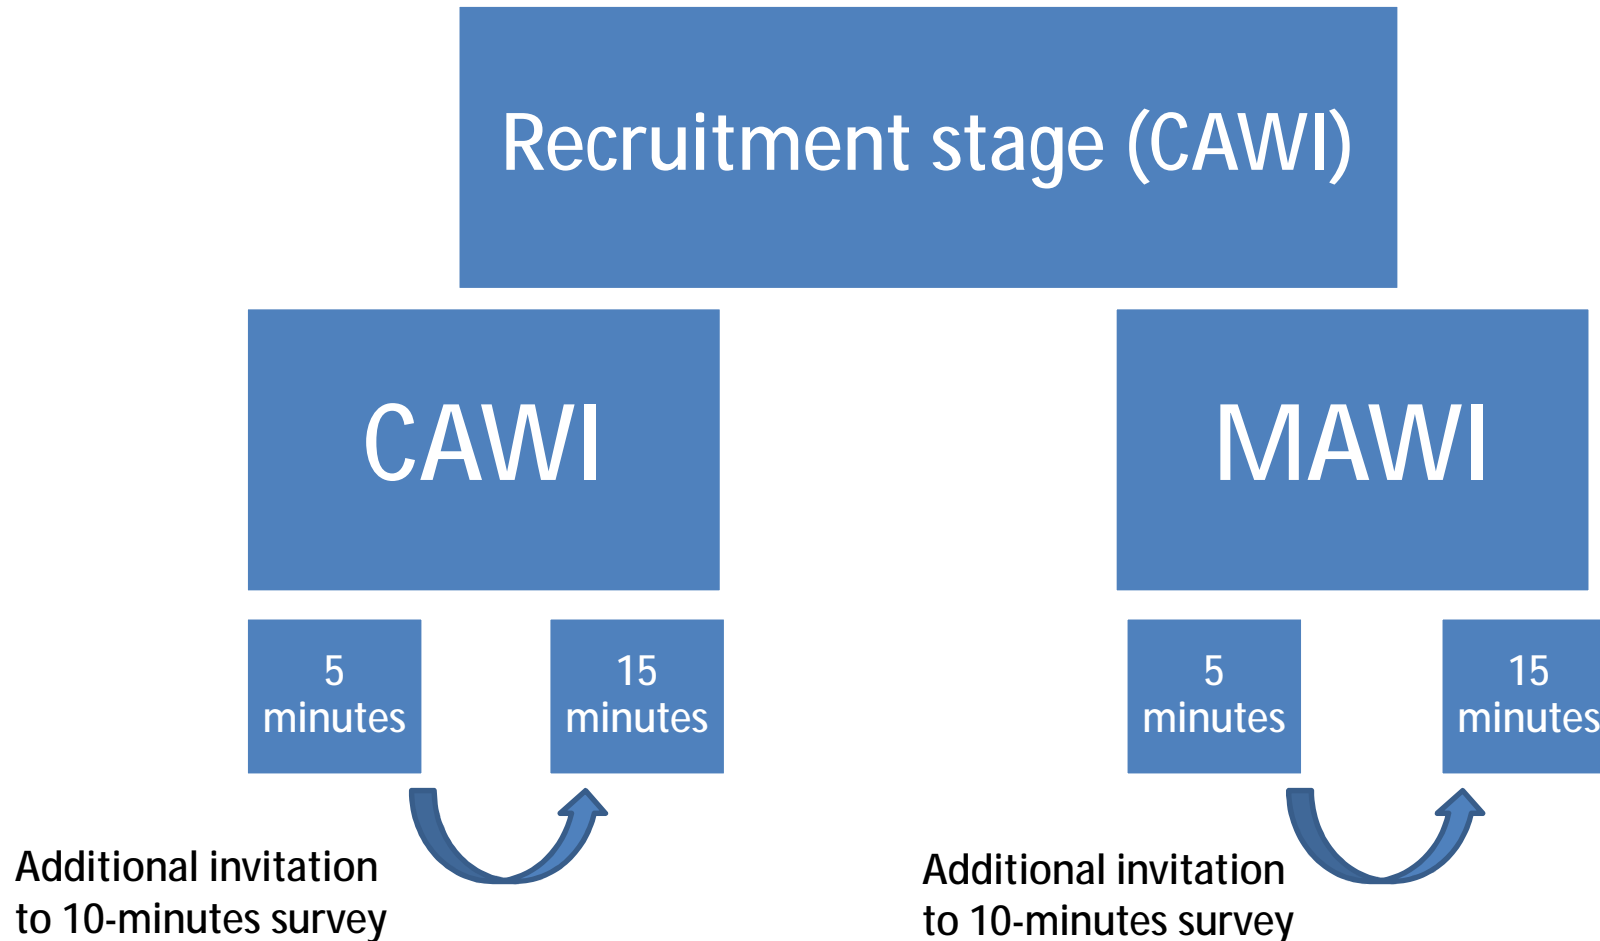 Recruitment stage (CAWI)
CAWI
MAWI
5
minutes
15
minutes
5
minutes
15
minutes
Additional invitation
to 10-minutes survey
Additional invitation
to 10-minutes survey